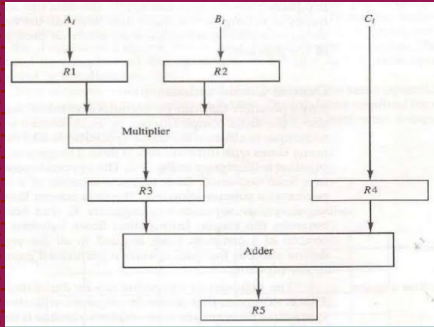 Ai Bi Ci
R1 R2
Multiplier
R3 R4
Adder
R5